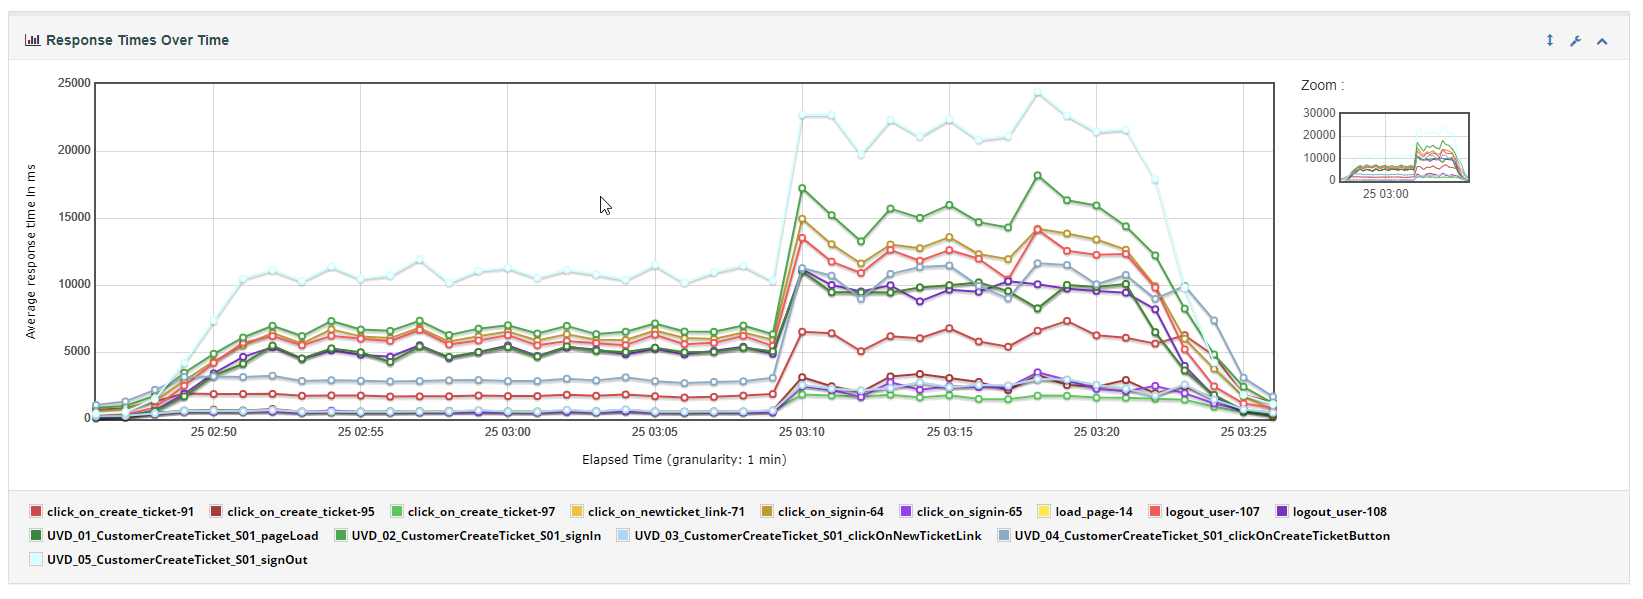 Response Times Over Time
Zoom :
25000
20000
15000
10000
5000
0
Average response time in ms
30000
20000
10000
0
25 03:00
25 02:50 25 02:55 25 03:00 25 03:05 25 03:10 25 03:15 25 03:20 25 03:25
Elapsed Time (granularity: 1 min)
click_on_create_ticket-91 click_on_create_ticket-95 click_on_create_ticket-97 click_on_newticket_link-71 click_on_signin-64 click_on_signin-65 load_page-14 logout_user-107 logout_user-108
UVD_01_CustomerCreateTicket_S01_pageLoad UVD_02_CustomerCreateTicket_S01_signIn UVD_03_CustomerCreateTicket_S01_clickOnNewTicketLink UVD_04_CustomerCreateTicket_S01_clickOnCreateTicketButton
UVD_05_CustomerCreateTicket_S01_signOut